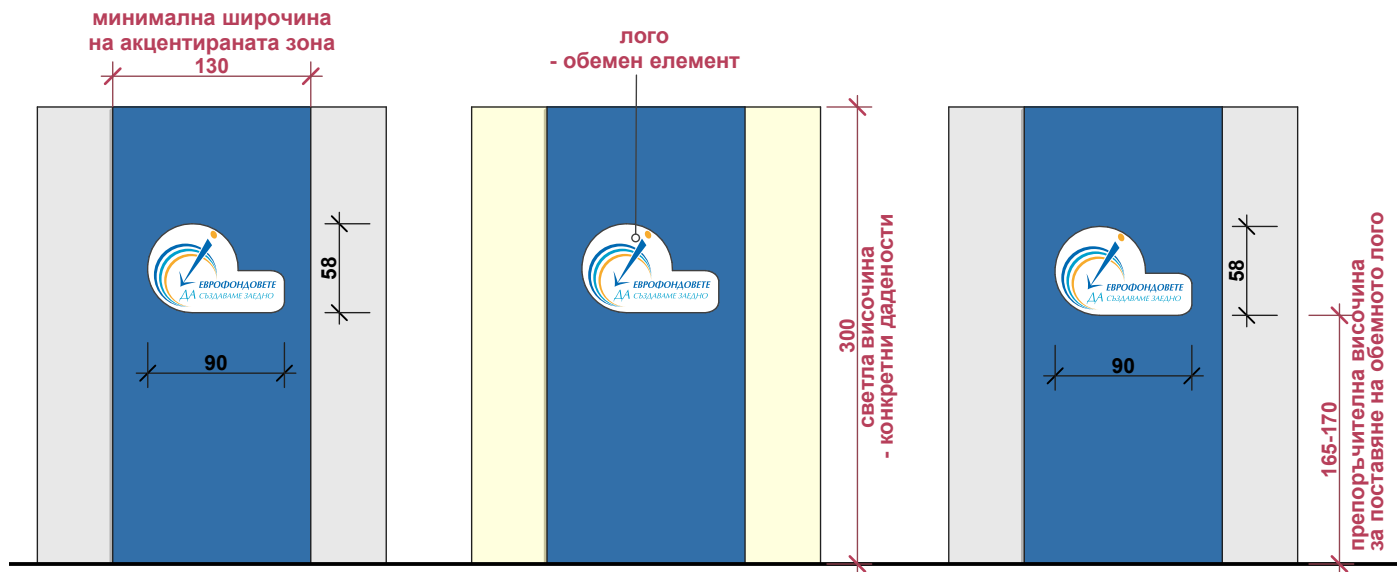 минимална широчина
на акцентираната зона
130
лого
- обемен елемент
58
ЕВРОФОНДОВЕТЕ
ДА СЪЗДАВАМЕ ЗАЕДНО
90
ЕВРОФОНДОВЕТЕ
ДА СЪЗДАВАМЕ ЗАЕДНО
300
светла височина
- конкретни дадености
58
ЕВРОФОНДОВЕТЕ
ДА СЪЗДАВАМЕ ЗАЕДНО
90
165-170
препоръчителна височина
за поставяне на обемното лого